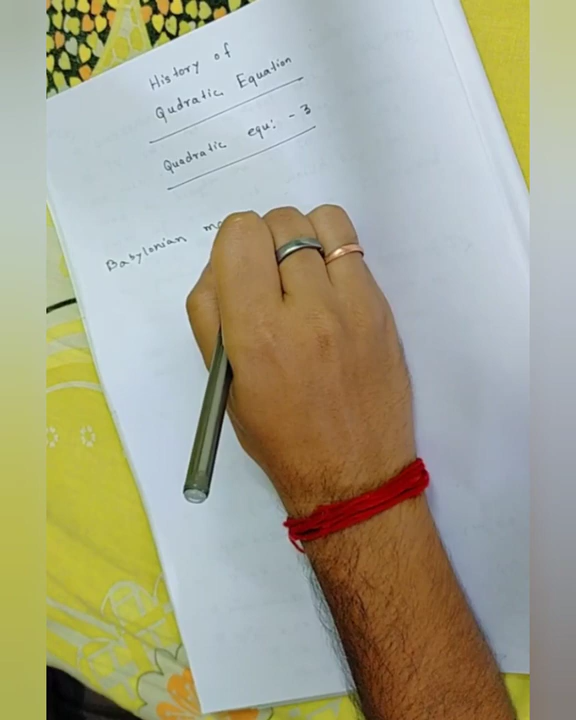 History of
Qudratic Equation
Quadratic equ: - 3
Babylonian